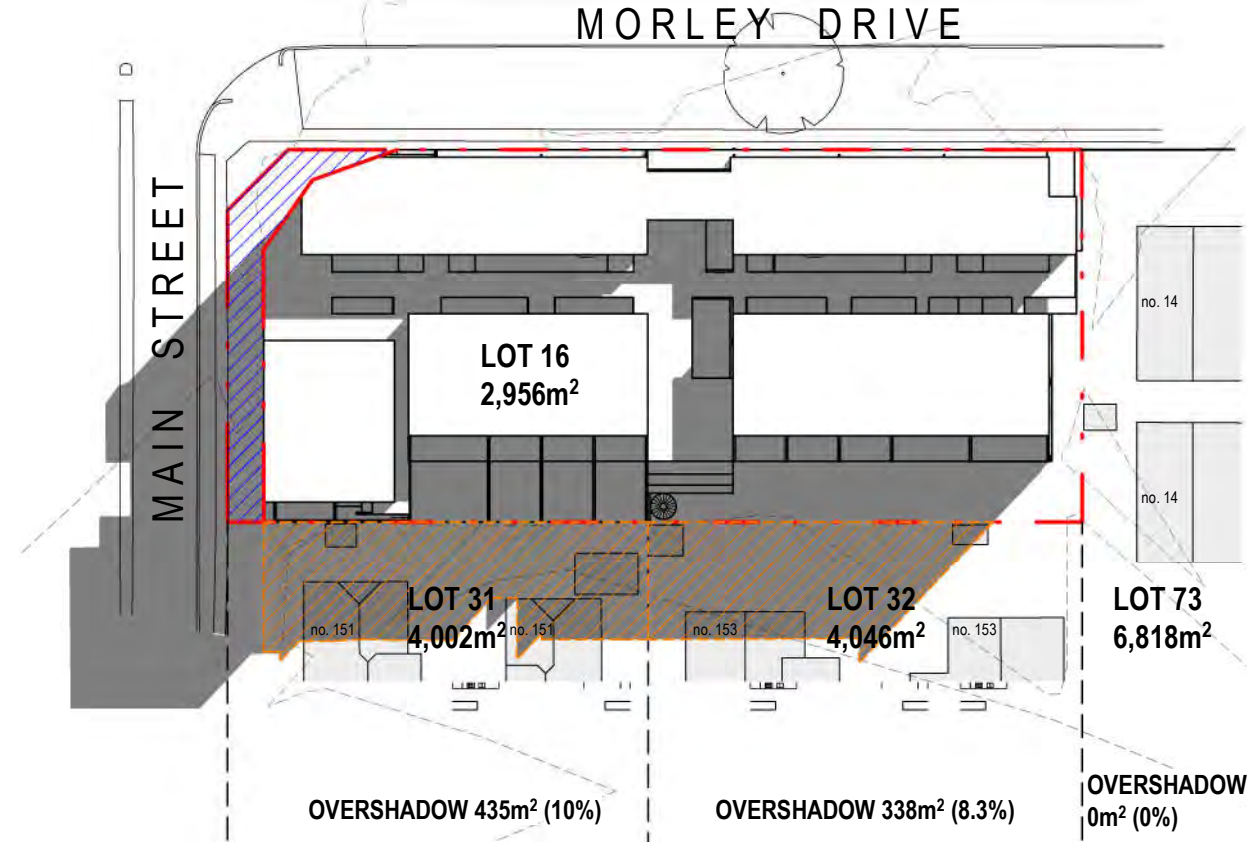 MORLEY DRIVE
MAIN STREET
no. 14
LOT 16
2,956m²
no. 14
LOT 31
4,002m²
LOT 32
4,046m²
LOT 73
6,818m²
no. 151
no. 151
no. 153
no. 153
OVERSHADOW 435m² (10%)
OVERSHADOW 338m² (8.3%)
OVERSHADOW
0m² (0%)